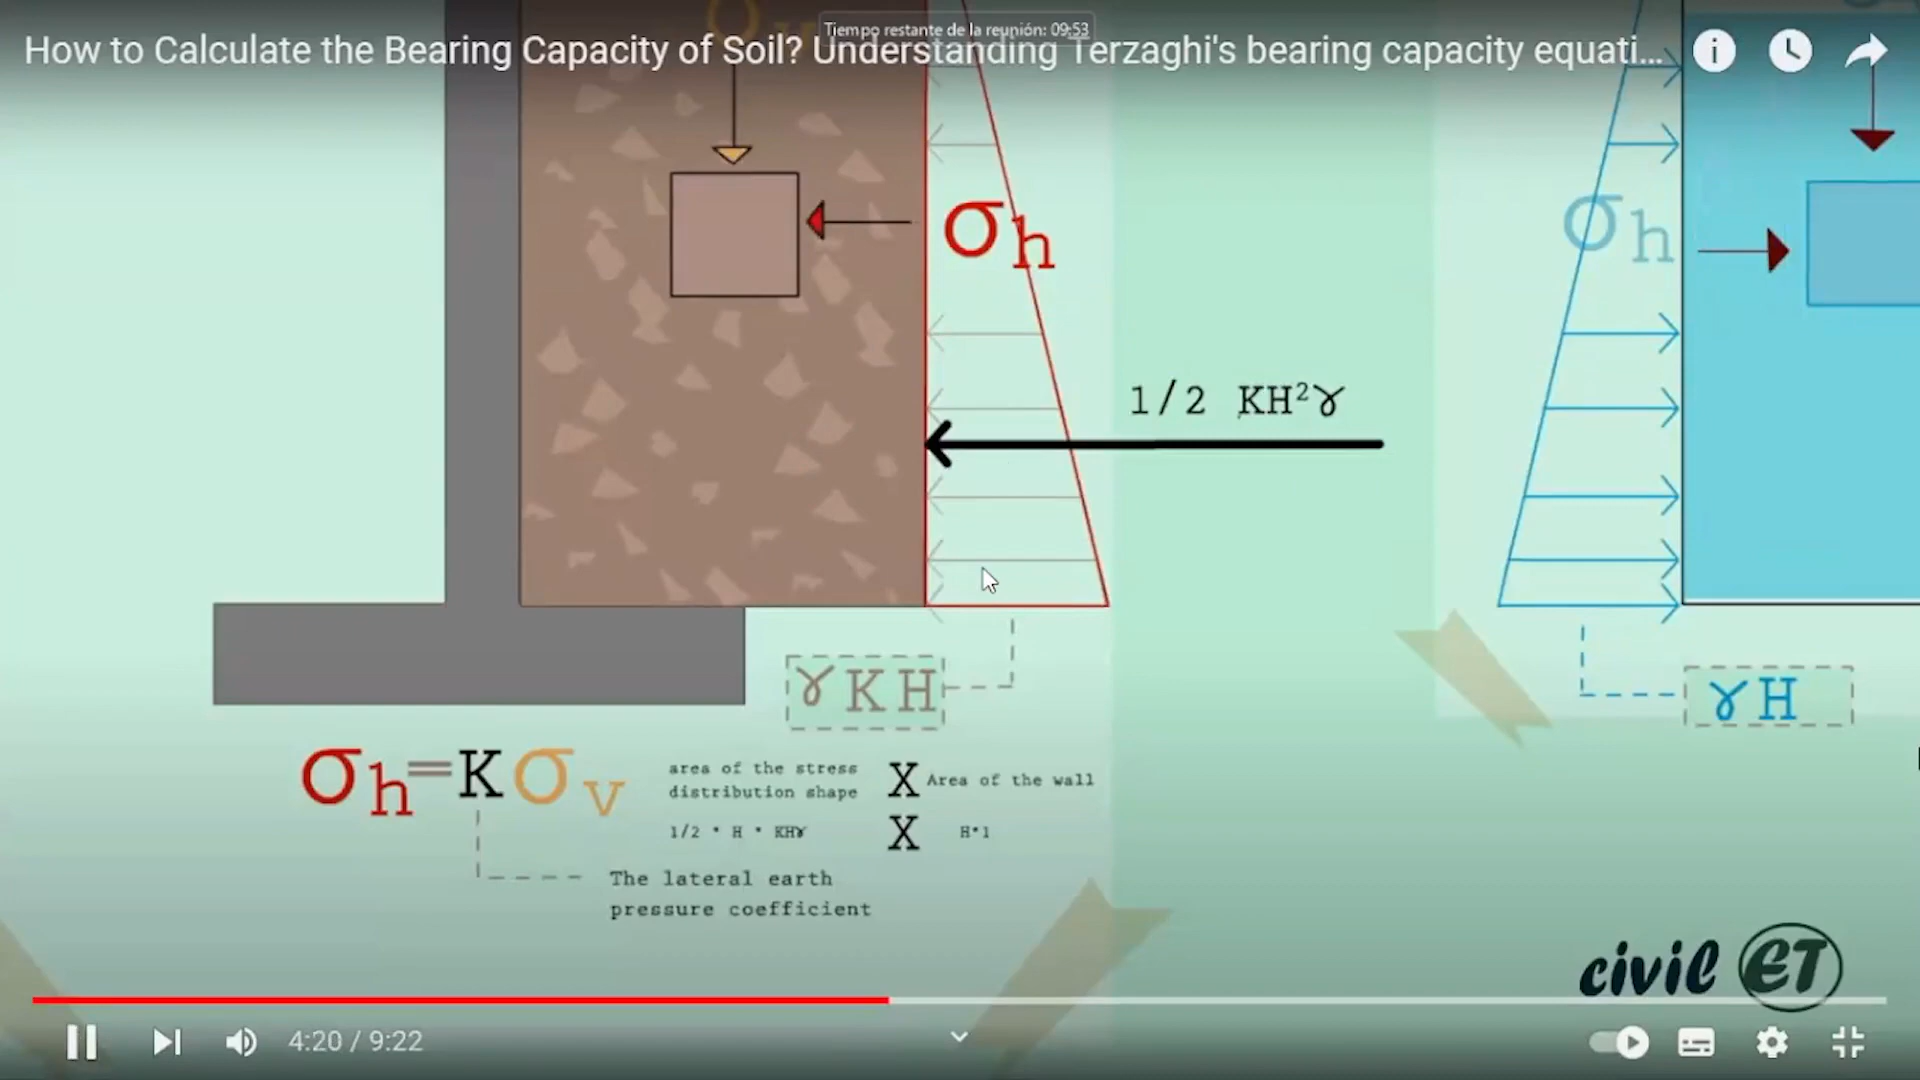 Tiempo restante de la reunión: 09:53
How to Calculate the Bearing Capacity of Soil? Understanding Terzaghi's bearing capacity equati...
σh
σh
1/2 KH²γ
γKH
γH
σh=Kσv
area of the stress
distribution shape
X Area of the wall
1/2 * H * KHγ
X H*1
The lateral earth
pressure coefficient
civil ET
4:20 / 9:22